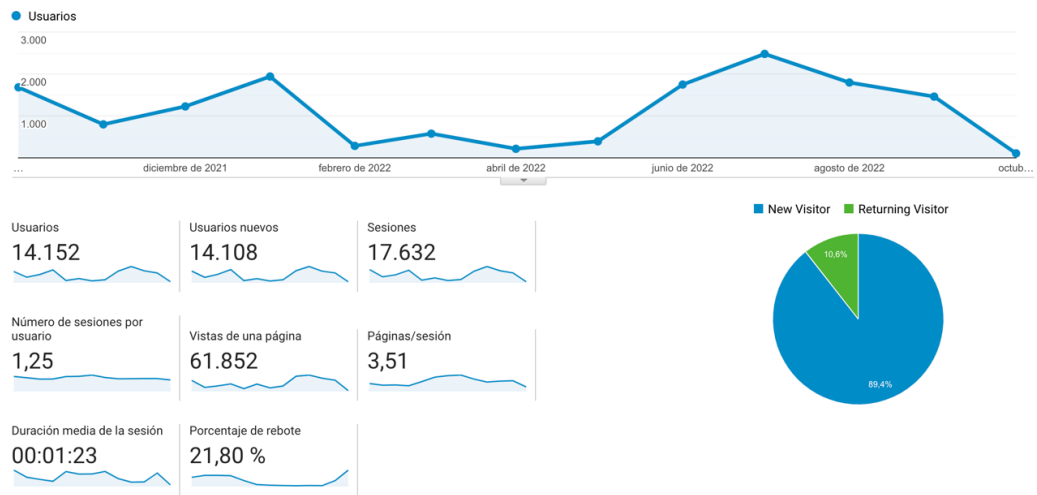 Usuarios
3.000
2.000
1.000
...
diciembre de 2021
febrero de 2022
abril de 2022
junio de 2022
agosto de 2022
octub...
New Visitor
Returning Visitor
Usuarios
14.152
Usuarios nuevos
14.108
Sesiones
17.632
Número de sesiones por
usuario
1,25
Vistas de una página
61.852
Páginas/sesión
3,51
Duración media de la sesión
00:01:23
Porcentaje de rebote
21,80 %
10,6%
89,4%